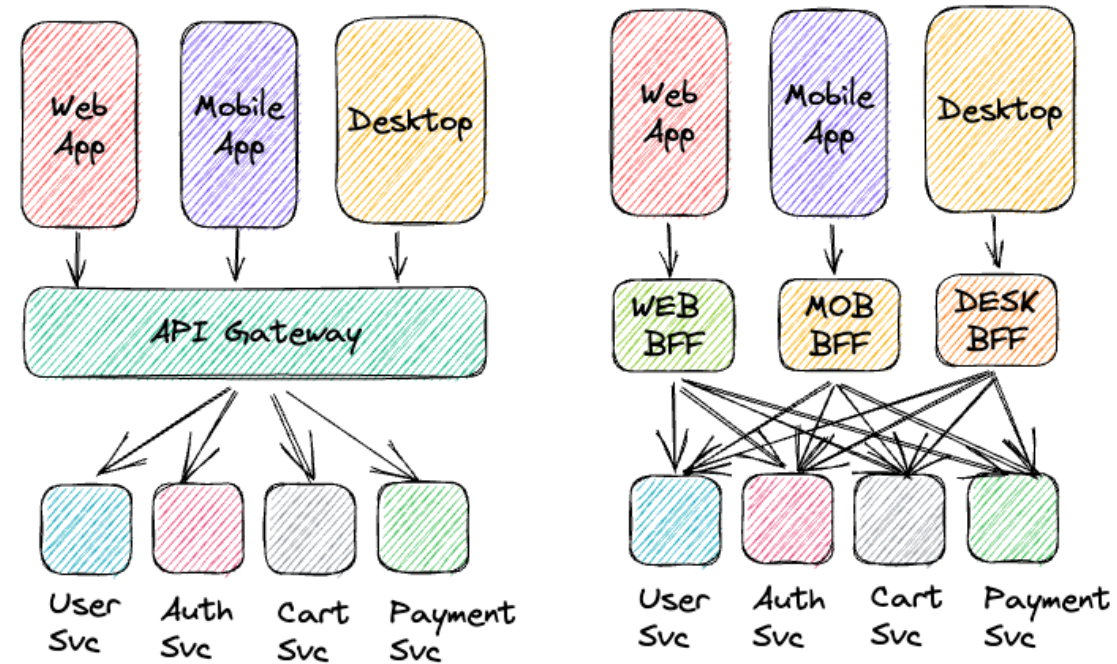 Web
App
Mobile
App
Desktop
API Gateway
User
Svc
Auth
Svc
Cart
Svc
Payment
Svc
Web
App
Mobile
App
Desktop
WEB
BFF
MOB
BFF
DESK
BFF
User
Svc
Auth
Svc
Cart
Svc
Payment
Svc